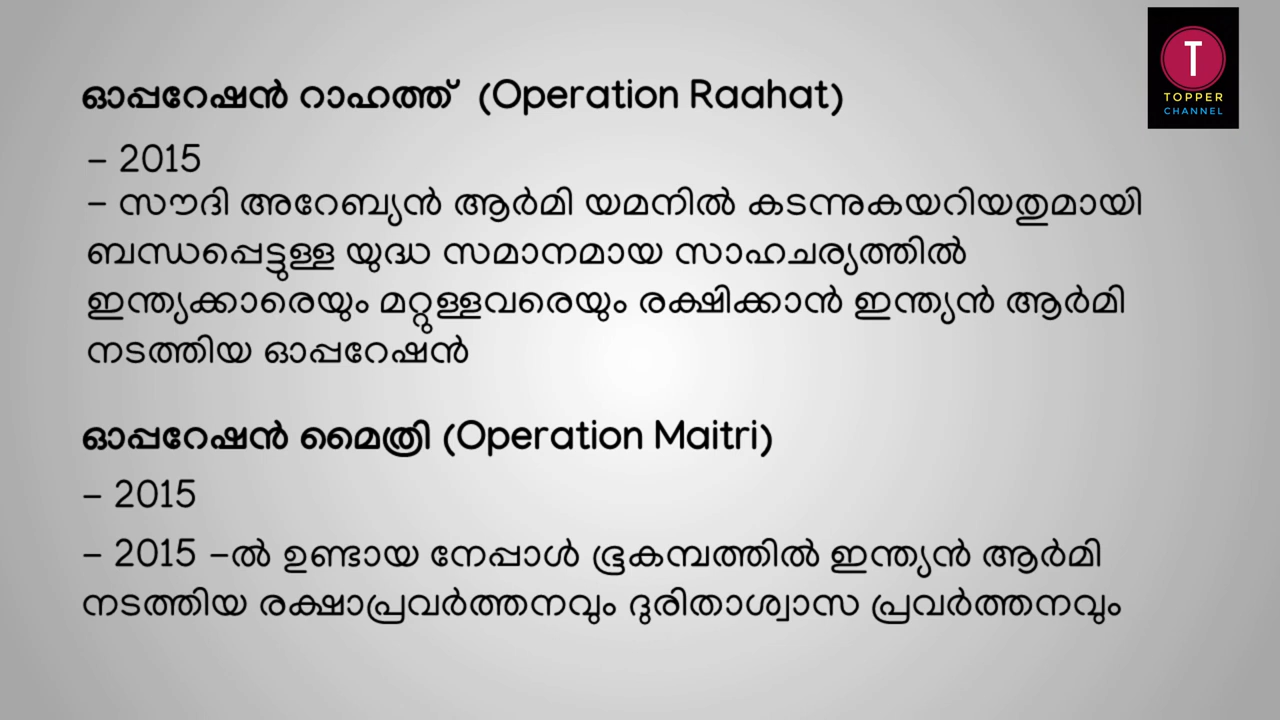 T
TOPPER
CHANNEL
ഓപ്പറേഷൻ റാഹത്ത് (Operation Raahat)
– 2015
– സൗദി അറേബ്യൻ ആർമി യമനിൽ കടന്നുകയറിയതുമായി
ബന്ധപ്പെട്ടുള്ള യുദ്ധ സമാനമായ സാഹചര്യത്തിൽ
ഇന്ത്യക്കാരെയും മറ്റുള്ളവരെയും രക്ഷിക്കാൻ ഇന്ത്യൻ ആർമി
നടത്തിയ ഓപ്പറേഷൻ
ഓപ്പറേഷൻ മൈത്രി (Operation Maitri)
– 2015
– 2015 –ൽ ഉണ്ടായ നേപ്പാൾ ഭൂകമ്പത്തിൽ ഇന്ത്യൻ ആർമി
നടത്തിയ രക്ഷാപ്രവർത്തനവും ദുരിതാശ്വാസ പ്രവർത്തനവും